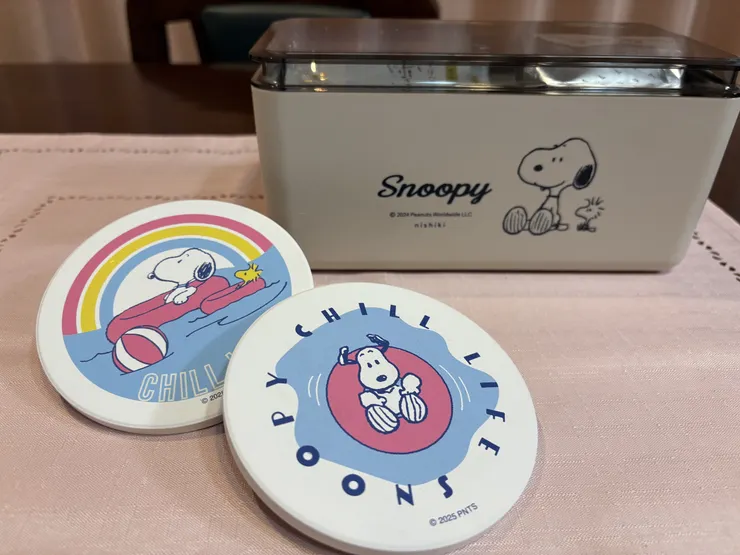 Snoopy
© 2024 Peanuts Worldwide LLC
nishiki
CHILL
© 2025
SNOOPY CHILL LIFE
© 2025 PNTS